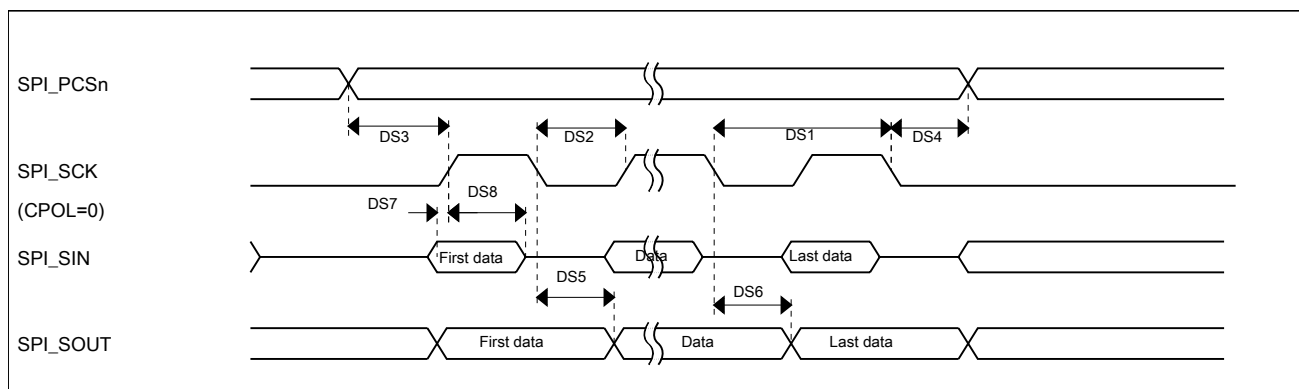 SPI_PCSn
DS3
DS2
DS1
DS4
SPI_SCK
(CPOL=0)
DS7
DS8
SPI_SIN
First data
Data
Last data
DS5
DS6
SPI_SOUT
First data
Data
Last data